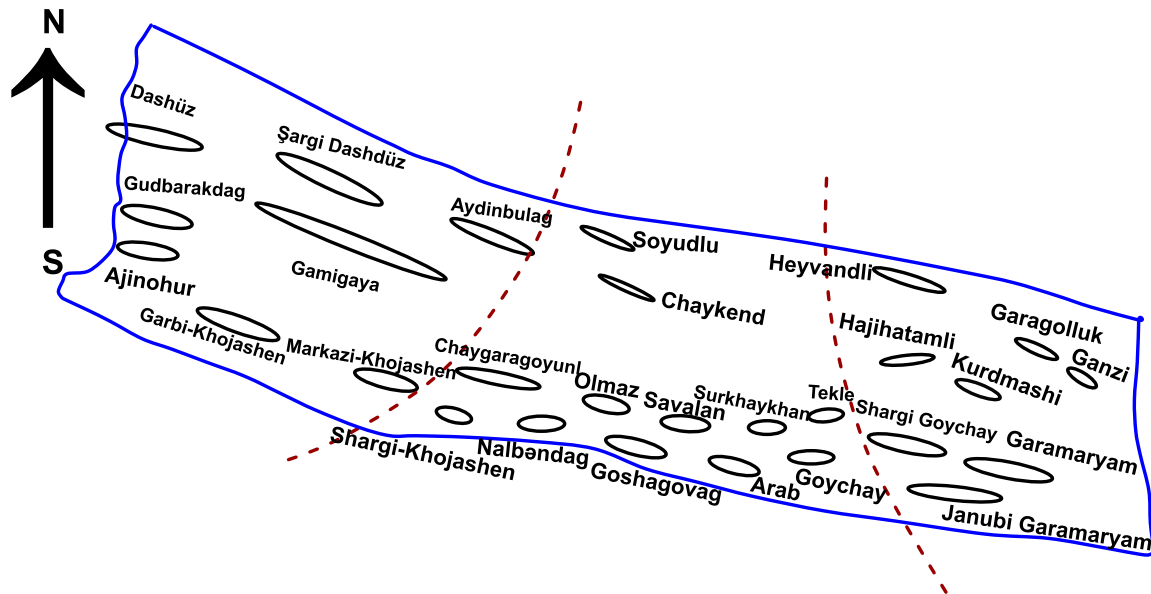 N
Dashüz
Şargi Dashdüz
Gudbarakdag
Aydinbulag
Soyudlu
S
Heyvandli
Ajinohur
Gamigaya
Chaykend
Garagolluk
Garbi-Khojashen
Hajihatamli
Markazi-Khojashen
Chaygaragoyunl
Ganzi
Kurdmashi
Olmaz
Savalan
Surkhaykhan
Tekle
Shargi Goychay
Garamaryam
Shargi-Khojashen
Nalbəndag
Goshagovag
Arab
Goychay
Janubi Garamaryam